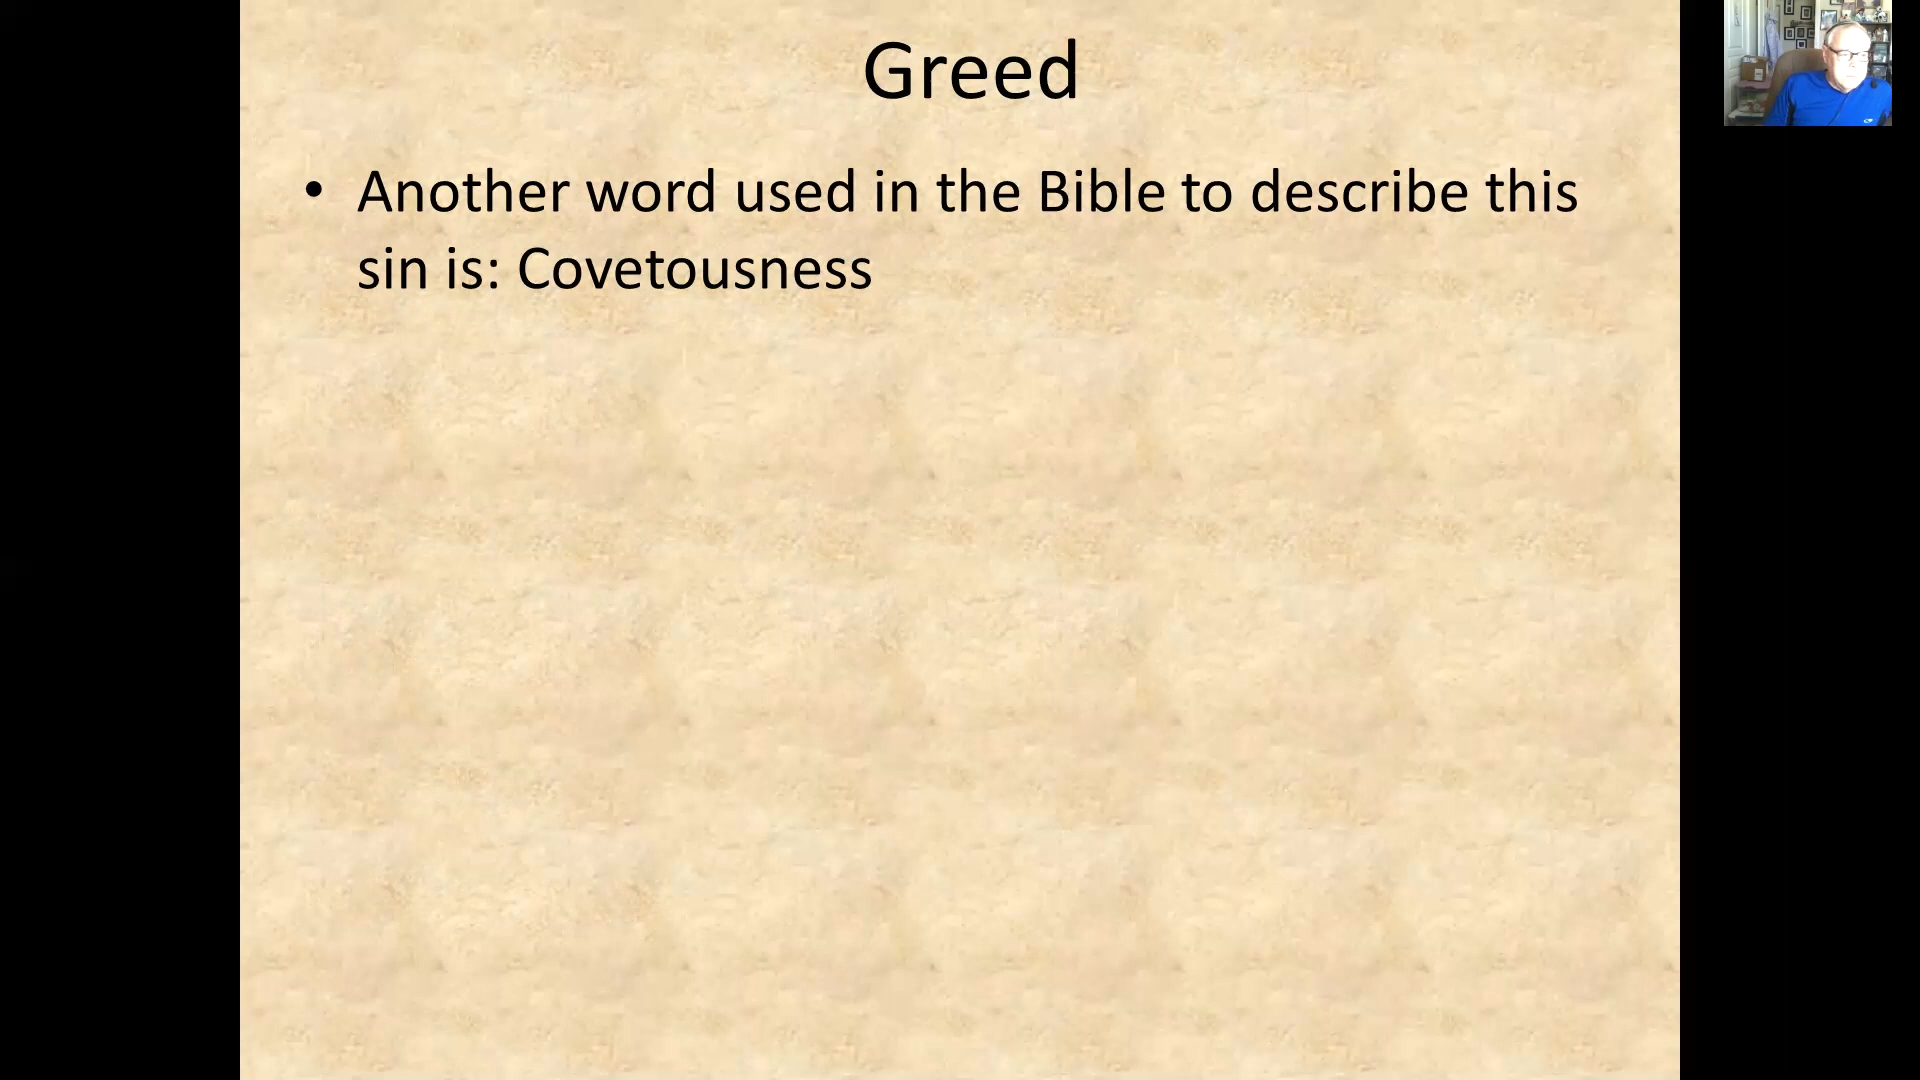 Greed
• Another word used in the Bible to describe this
sin is: Covetousness